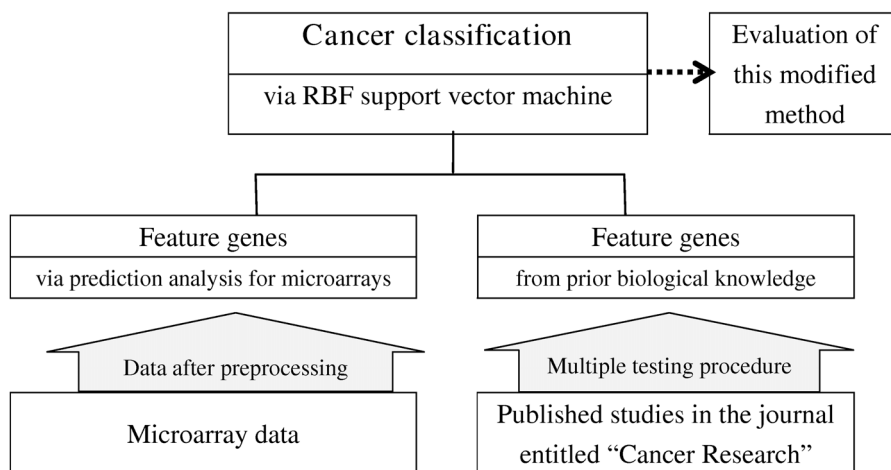 Cancer classification
via RBF support vector machine
Evaluation of
this modified
method
Feature genes
via prediction analysis for microarrays
Feature genes
from prior biological knowledge
Data after preprocessing
Multiple testing procedure
Microarray data
Published studies in the journal
entitled “Cancer Research”